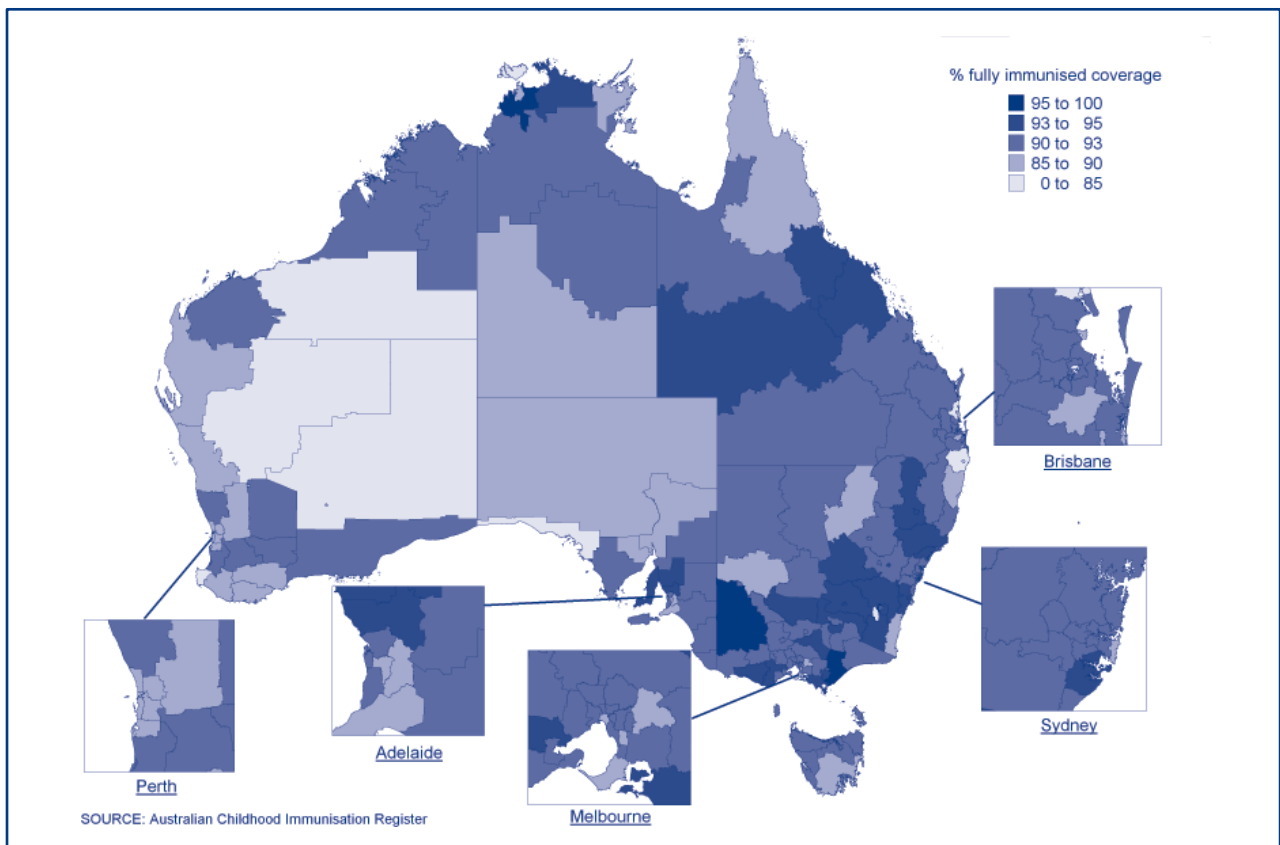 % fully immunised coverage
95 to 100
93 to 95
90 to 93
85 to 90
0 to 85
Brisbane
Sydney
Adelaide
Perth
Melbourne
SOURCE: Australian Childhood Immunisation Register